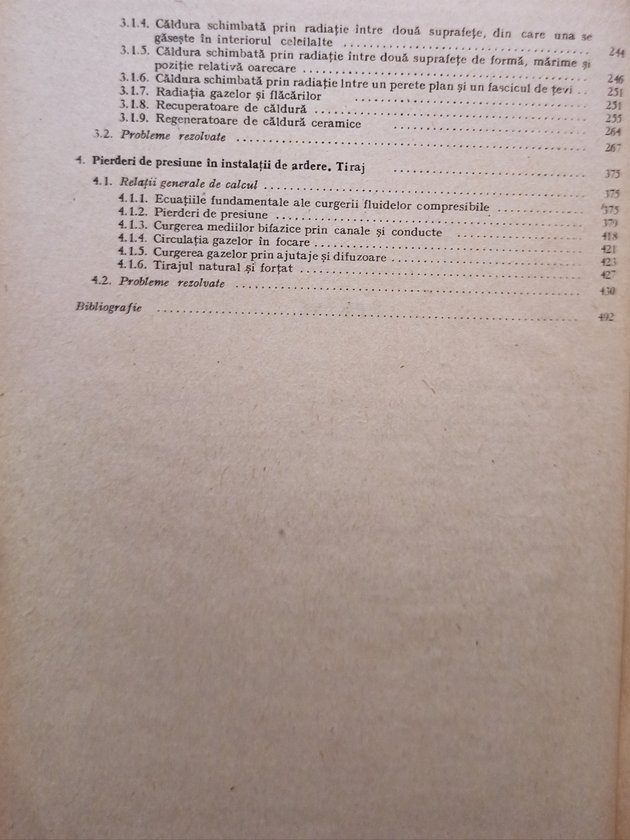 3.1.4. Căldura schimbată prin radiație între două suprafețe, din care una se
găsește în interiorul celeilalte ........ 244
3.1.5. Căldura schimbată prin radiație între două suprafețe de formă, mărime și
poziție relativă oarecare ........ 246
3.1.6. Căldura schimbată prin radiație între un perete plan și un fascicul de țevi .. 251
3.1.7. Radiația gazelor și flăcărilor ........ 251
3.1.8. Recuperatoare de căldură ........ 255
3.1.9. Regeneratoare de căldură ceramice ........ 264
3.2. Probleme rezolvate ........ 267
4. Pierderi de presiune în instalații de ardere. Tiraj ........ 375
4.1. Relații generale de calcul ........ 375
4.1.1. Ecuațiile fundamentale ale curgerii fluidelor compresibile ........ 375
4.1.2. Pierderi de presiune ........ 379
4.1.3. Curgerea mediilor bifazice prin canale și conducte ........ 418
4.1.4. Circulația gazelor în focare ........ 421
4.1.5. Curgerea gazelor prin ajutaje și difuzoare ........ 423
4.1.6. Tirajul natural și forțat ........ 427
4.2. Probleme rezolvate ........ 430
Bibliografie ........ 492